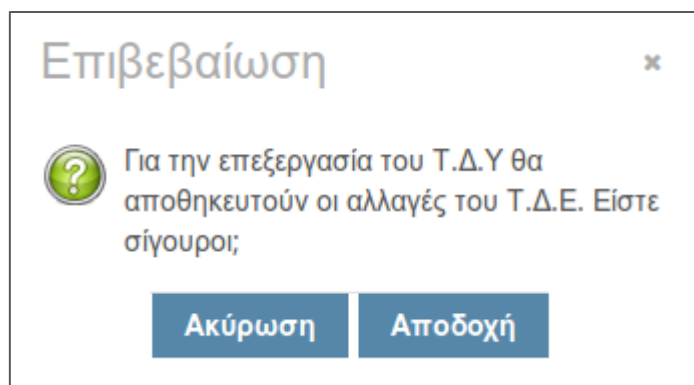 Επιβεβαίωση
Για την επεξεργασία του Τ.Δ.Υ θα
αποθηκευτούν οι αλλαγές του Τ.Δ.Ε. Είστε
σίγουροι;
Ακύρωση Αποδοχή